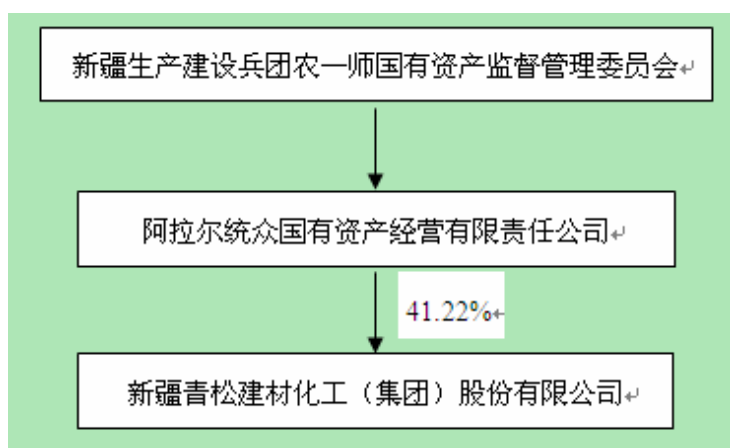 新疆生产建设兵团农一师国有资产监督管理委员会
阿拉尔统众国有资产经营有限责任公司
41.22%
新疆青松建材化工（集团）股份有限公司